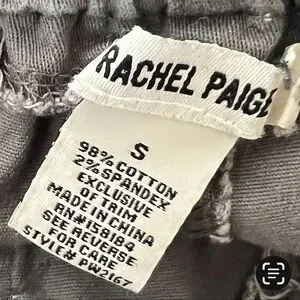 RACHEL PAIGE
S
98% COTTON
2% SPANDEX
EXCLUSIVE
OF TRIM
MADE IN CHINA
RN#158184
SEE REVERSE
FOR CARE
STYLE# PW2167